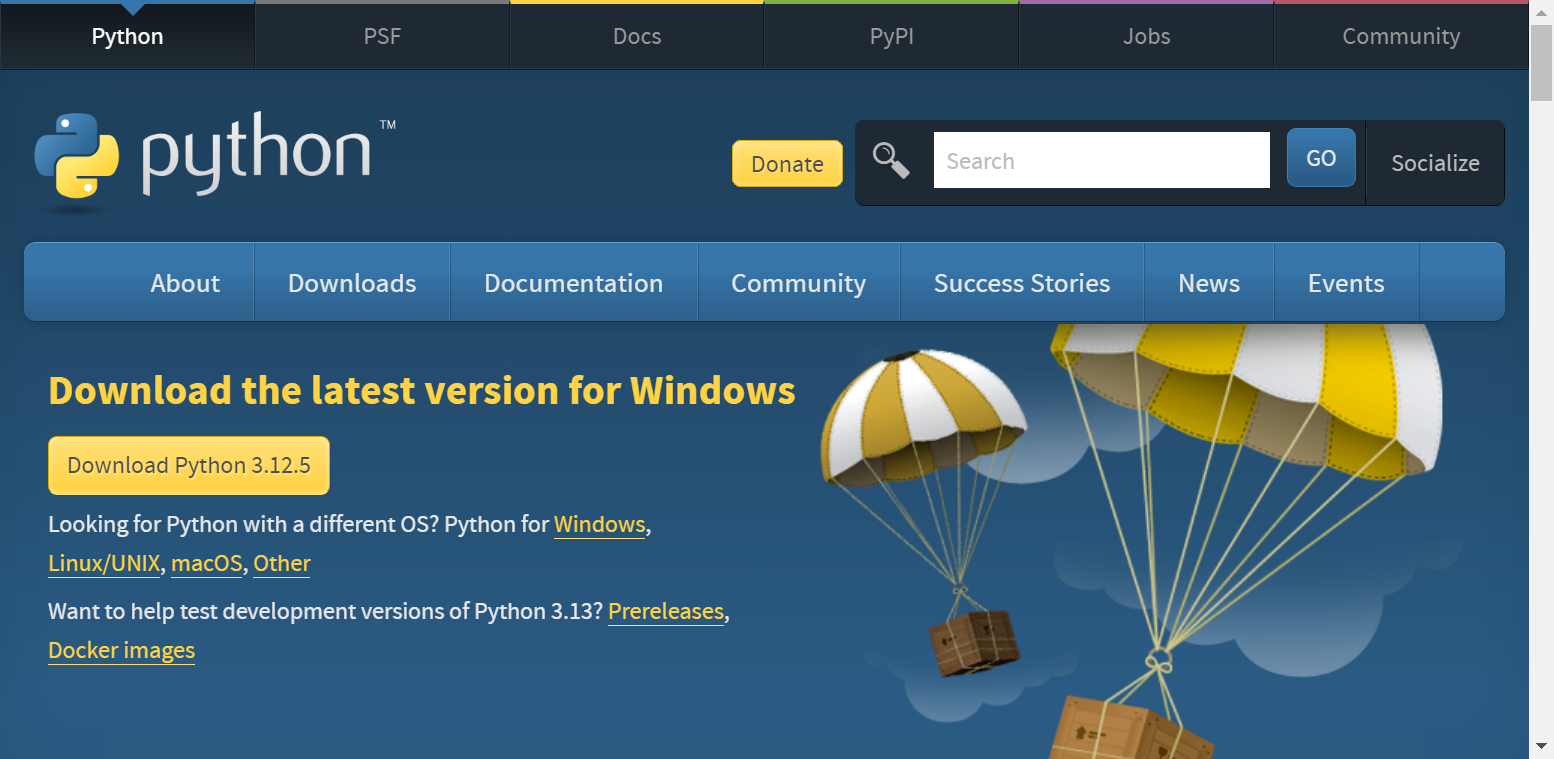 Python PSF Docs PyPI Jobs Community
python™
Donate Search GO Socialize
About Downloads Documentation Community Success Stories News Events
Download the latest version for Windows
Download Python 3.12.5
Looking for Python with a different OS? Python for Windows,
Linux/UNIX, macOS, Other
Want to help test development versions of Python 3.13? Prereleases,
Docker images